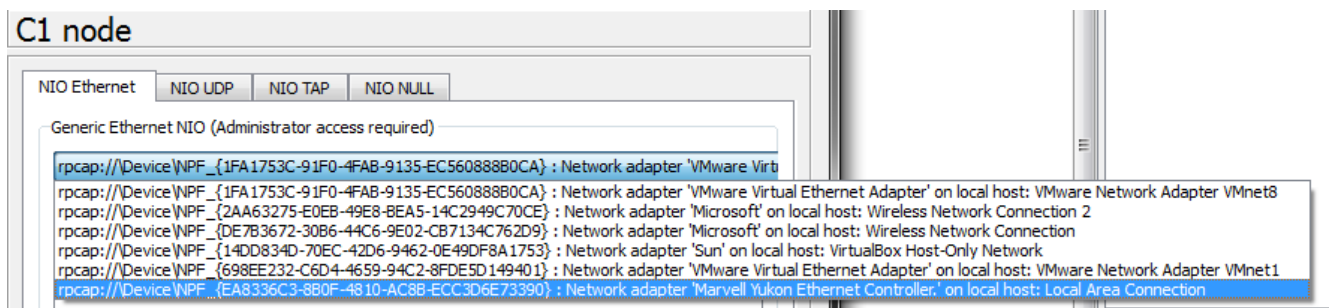 C1 node
NIO Ethernet NIO UDP NIO TAP NIO NULL
Generic Ethernet NIO (Administrator access required)
rpcap://\Device\NPF_{1FA1753C-91F0-4FAB-9135-EC560888B0CA} : Network adapter 'VMware Virtu
rpcap://\Device\NPF_{1FA1753C-91F0-4FAB-9135-EC560888B0CA} : Network adapter 'VMware Virtual Ethernet Adapter' on local host: VMware Network Adapter VMnet8
rpcap://\Device\NPF_{2AA63275-E0EB-49E8-BEA5-14C2949C70CE} : Network adapter 'Microsoft' on local host: Wireless Network Connection 2
rpcap://\Device\NPF_{DE7B3672-30B6-44C6-9E02-CB7134C762D9} : Network adapter 'Microsoft' on local host: Wireless Network Connection
rpcap://\Device\NPF_{14DD834D-70EC-42D6-9462-0E49DF8A1753} : Network adapter 'Sun' on local host: VirtualBox Host-Only Network
rpcap://\Device\NPF_{698EE232-C6D4-4659-94C2-8FDE5D149401} : Network adapter 'VMware Virtual Ethernet Adapter' on local host: VMware Network Adapter VMnet1
rpcap://\Device\NPF_{EA8336C3-8B0F-4810-AC8B-ECC3D6E73390} : Network adapter 'Marvell Yukon Ethernet Controller.' on local host: Local Area Connection